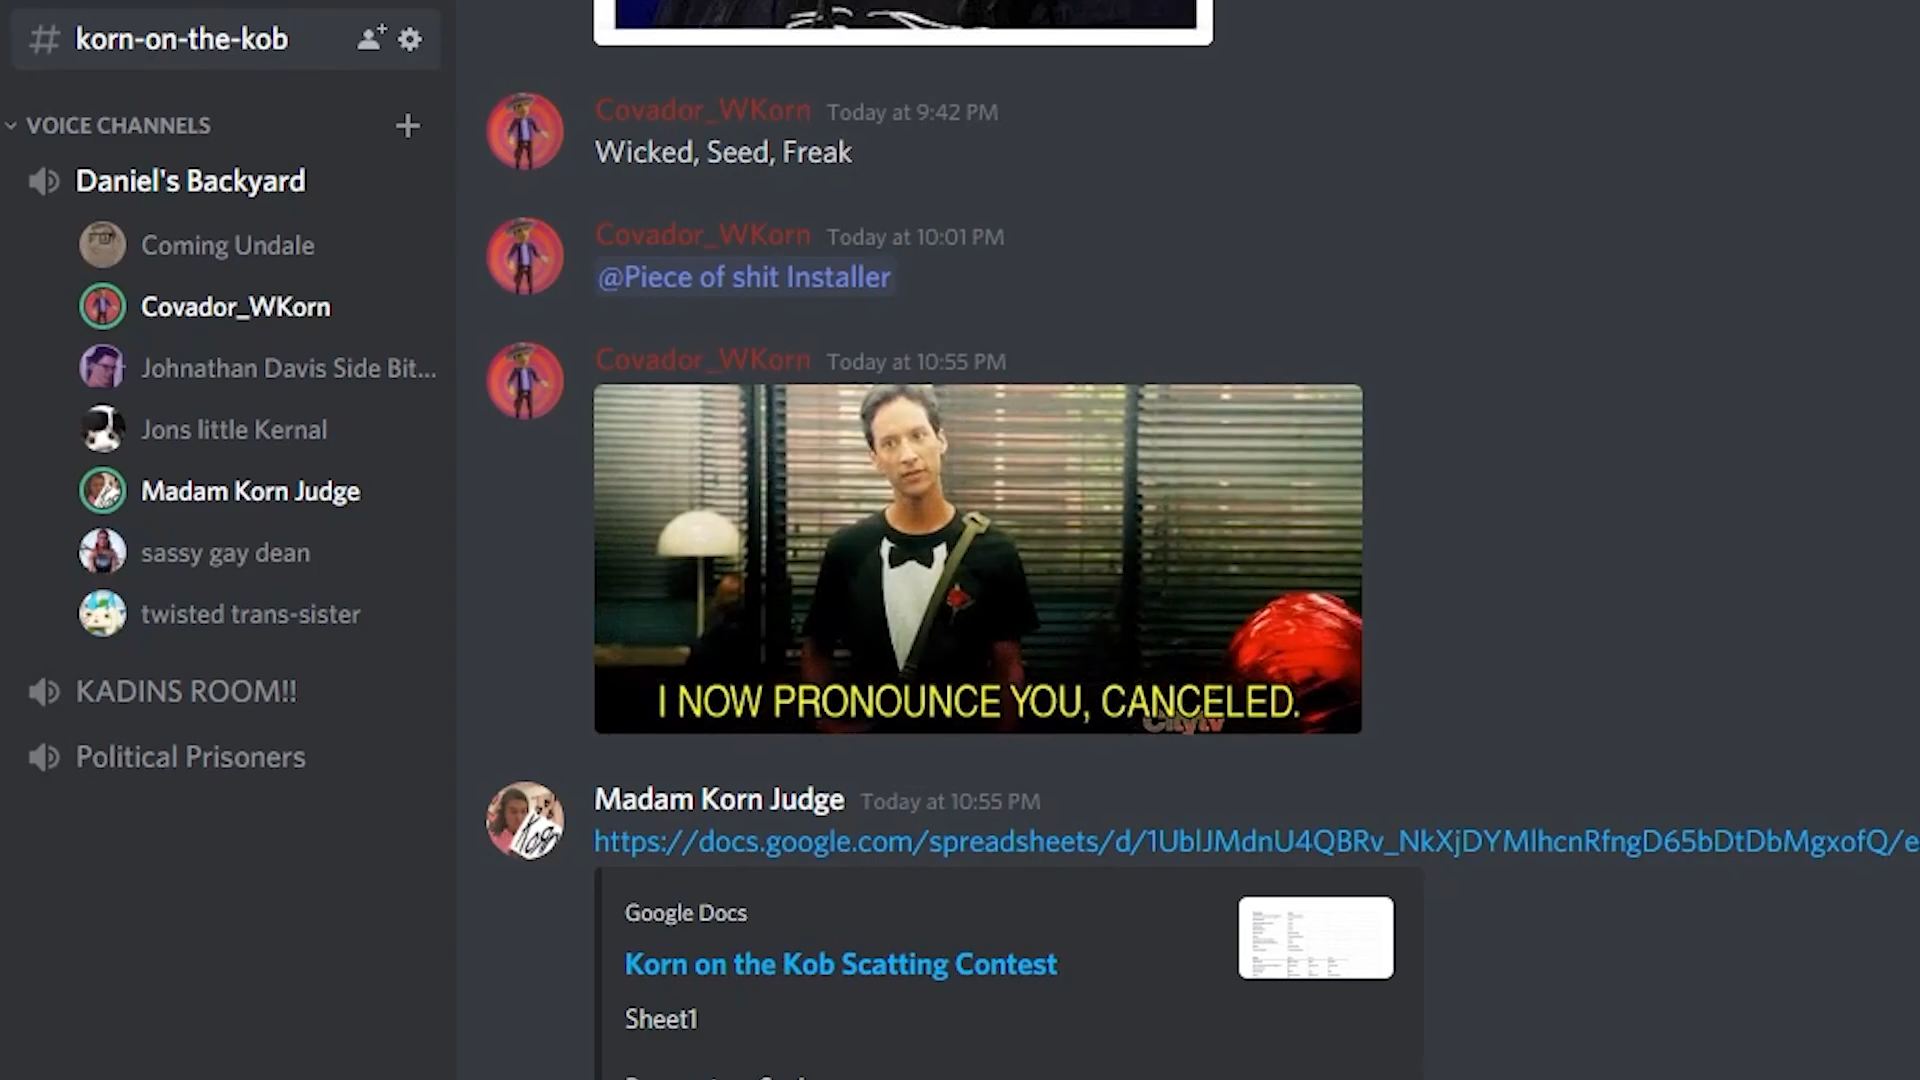 korn-on-the-kob
VOICE CHANNELS
Daniel's Backyard
Coming Undale
Covador_WKorn
Johnathan Davis Side Bit...
Jons little Kernal
Madam Korn Judge
sassy gay dean
twisted trans-sister
KADINS ROOM!!
Political Prisoners
Covador_WKorn Today at 9:42 PM
Wicked, Seed, Freak
Covador_WKorn Today at 10:01 PM
@Piece of shit Installer
Covador_WKorn Today at 10:55 PM
I NOW PRONOUNCE YOU, CANCELED.
Citytv
Madam Korn Judge Today at 10:55 PM
https://docs.google.com/spreadsheets/d/1UblJMdnU4QBRv_NkXjDYMlhcnRfngD65bDtDbMgxofQ/e
Google Docs
Korn on the Kob Scatting Contest
Sheet1